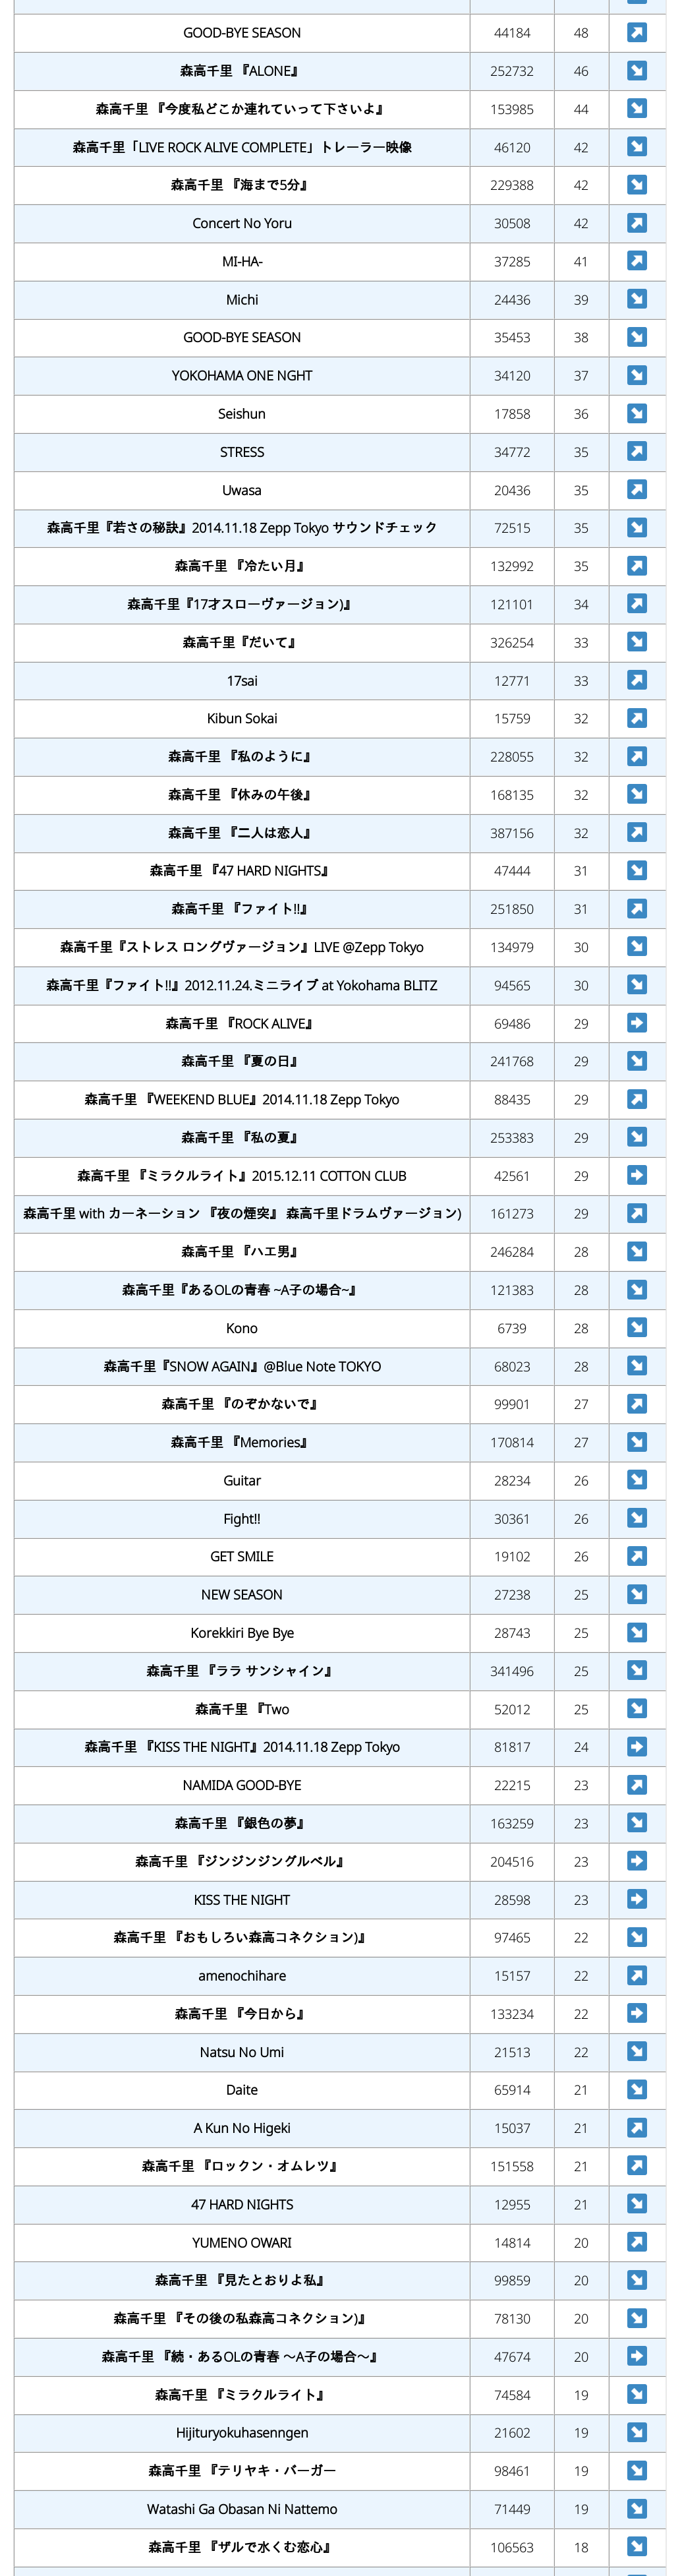 GOOD-BYE SEASON 44184 48
森高千里 『ALONE』 252732 46
森高千里 『今度私どこか連れていって下さいよ』 153985 44
森高千里「LIVE ROCK ALIVE COMPLETE」トレーラー映像 46120 42
森高千里 『海まで5分』 229388 42
Concert No Yoru 30508 42
MI-HA- 37285 41
Michi 24436 39
GOOD-BYE SEASON 35453 38
YOKOHAMA ONE NGHT 34120 37
Seishun 17858 36
STRESS 34772 35
Uwasa 20436 35
森高千里『若さの秘訣』2014.11.18 Zepp Tokyo サウンドチェック 72515 35
森高千里 『冷たい月』 132992 35
森高千里『17才スローヴァージョン)』 121101 34
森高千里『だいて』 326254 33
17sai 12771 33
Kibun Sokai 15759 32
森高千里 『私のように』 228055 32
森高千里 『休みの午後』 168135 32
森高千里 『二人は恋人』 387156 32
森高千里 『47 HARD NIGHTS』 47444 31
森高千里 『ファイト!!』 251850 31
森高千里『ストレス ロングヴァージョン』LIVE @Zepp Tokyo 134979 30
森高千里『ファイト!!』2012.11.24.ミニライブ at Yokohama BLITZ 94565 30
森高千里 『ROCK ALIVE』 69486 29
森高千里 『夏の日』 241768 29
森高千里 『WEEKEND BLUE』2014.11.18 Zepp Tokyo 88435 29
森高千里 『私の夏』 253383 29
森高千里 『ミラクルライト』2015.12.11 COTTON CLUB 42561 29
森高千里 with カーネーション 『夜の煙突』 森高千里ドラムヴァージョン) 161273 29
森高千里 『ハエ男』 246284 28
森高千里『あるOLの青春 ~A子の場合~』 121383 28
Kono 6739 28
森高千里『SNOW AGAIN』@Blue Note TOKYO 68023 28
森高千里 『のぞかないで』 99901 27
森高千里 『Memories』 170814 27
Guitar 28234 26
Fight!! 30361 26
GET SMILE 19102 26
NEW SEASON 27238 25
Korekkiri Bye Bye 28743 25
森高千里 『ララ サンシャイン』 341496 25
森高千里 『Two 52012 25
森高千里 『KISS THE NIGHT』2014.11.18 Zepp Tokyo 81817 24
NAMIDA GOOD-BYE 22215 23
森高千里 『銀色の夢』 163259 23
森高千里 『ジンジンジングルベル』 204516 23
KISS THE NIGHT 28598 23
森高千里 『おもしろい森高コネクション)』 97465 22
amenochihare 15157 22
森高千里 『今日から』 133234 22
Natsu No Umi 21513 22
Daite 65914 21
A Kun No Higeki 15037 21
森高千里 『ロックン・オムレツ』 151558 21
47 HARD NIGHTS 12955 21
YUMENO OWARI 14814 20
森高千里 『見たとおりよ私』 99859 20
森高千里 『その後の私森高コネクション)』 78130 20
森高千里 『続・あるOLの青春 〜A子の場合〜』 47674 20
森高千里 『ミラクルライト』 74584 19
Hijituryokuhasenngen 21602 19
森高千里 『テリヤキ・バーガー 98461 19
Watashi Ga Obasan Ni Nattemo 71449 19
森高千里 『ザルで水くむ恋心』 106563 18